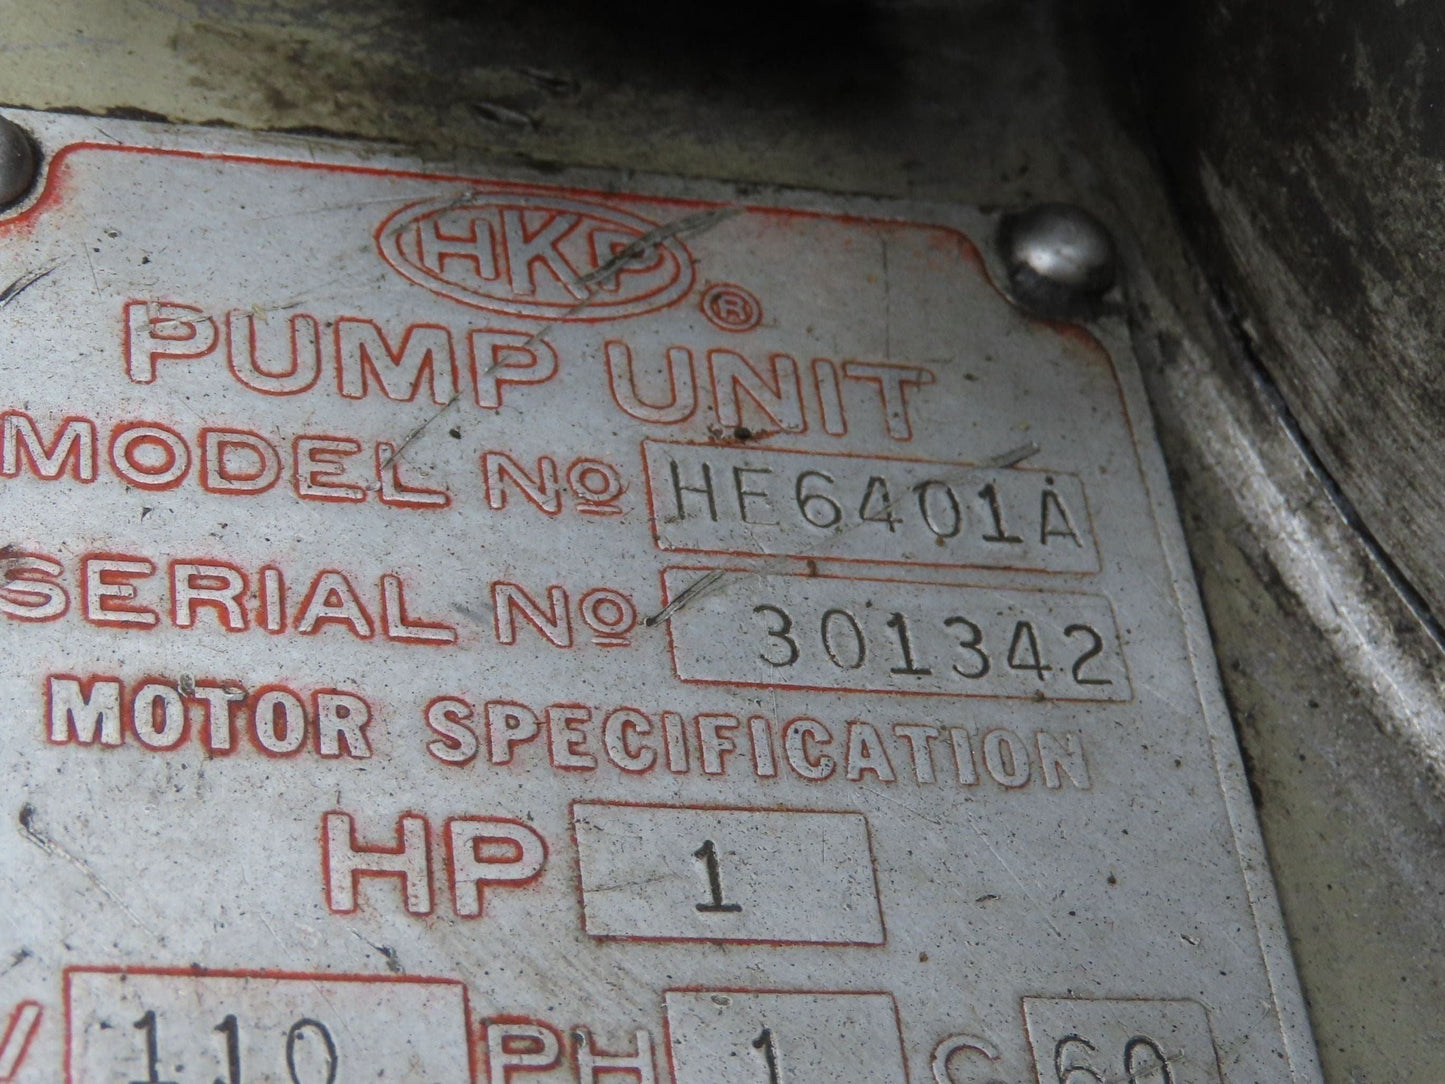 HKP ®
PUMP UNIT
MODEL No HE6401A
SERIAL No 301342
MOTOR SPECIFICATION
HP 1
V 110 PH 1 C 60